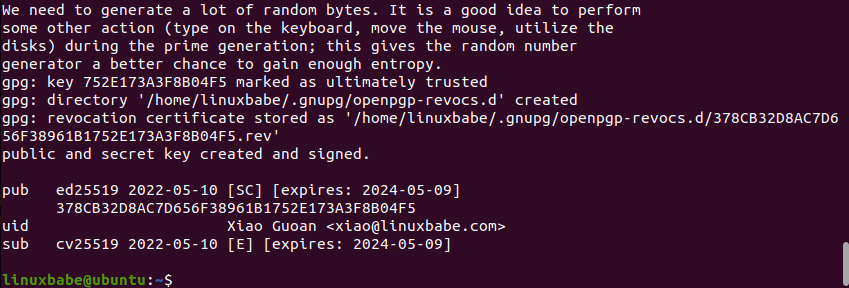 We need to generate a lot of random bytes. It is a good idea to perform
some other action (type on the keyboard, move the mouse, utilize the
disks) during the prime generation; this gives the random number
generator a better chance to gain enough entropy.
gpg: key 752E173A3F8B04F5 marked as ultimately trusted
gpg: directory '/home/linuxbabe/.gnupg/openpgp-revocs.d' created
gpg: revocation certificate stored as '/home/linuxbabe/.gnupg/openpgp-revocs.d/378CB32D8AC7D6
56F38961B1752E173A3F8B04F5.rev'
public and secret key created and signed.
pub   ed25519 2022-05-10 [SC] [expires: 2024-05-09]
      378CB32D8AC7D656F38961B1752E173A3F8B04F5
uid                      Xiao Guoan <xiao@linuxbabe.com>
sub   cv25519 2022-05-10 [E] [expires: 2024-05-09]
linuxbabe@ubuntu:~$